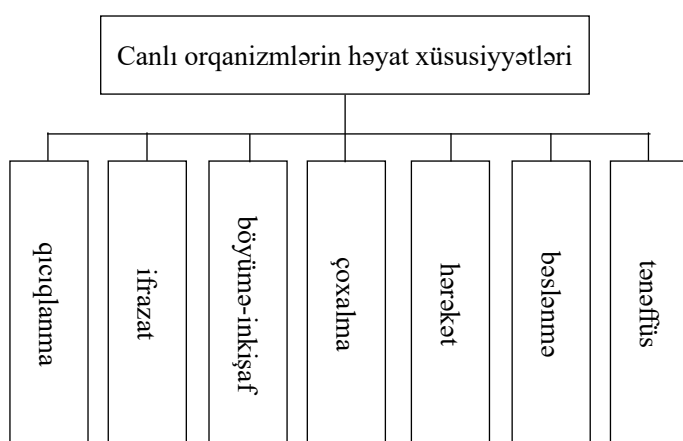 Canlı orqanizmlərin həyat xüsusiyyətləri
qıcıqlanma
ifrazat
böyümə-inkişaf
çoxalma
hərəkət
bəslənmə
tənəffüs